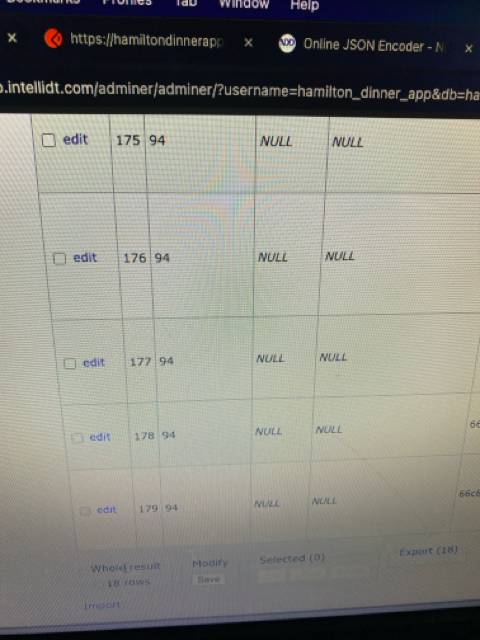 Bookmarks Profiles Tab Window Help
https://hamiltondinnerapp Online JSON Encoder - N
o.intellidt.com/adminer/adminer/?username=hamilton_dinner_app&db=ha
edit 175 94 NULL NULL
edit 176 94 NULL NULL
edit 177 94 NULL NULL
edit 178 94 NULL NULL 66
edit 179 94 NULL NULL 66c6
Whole result Modify Selected (0) Export (18)
18 rows Save
Import